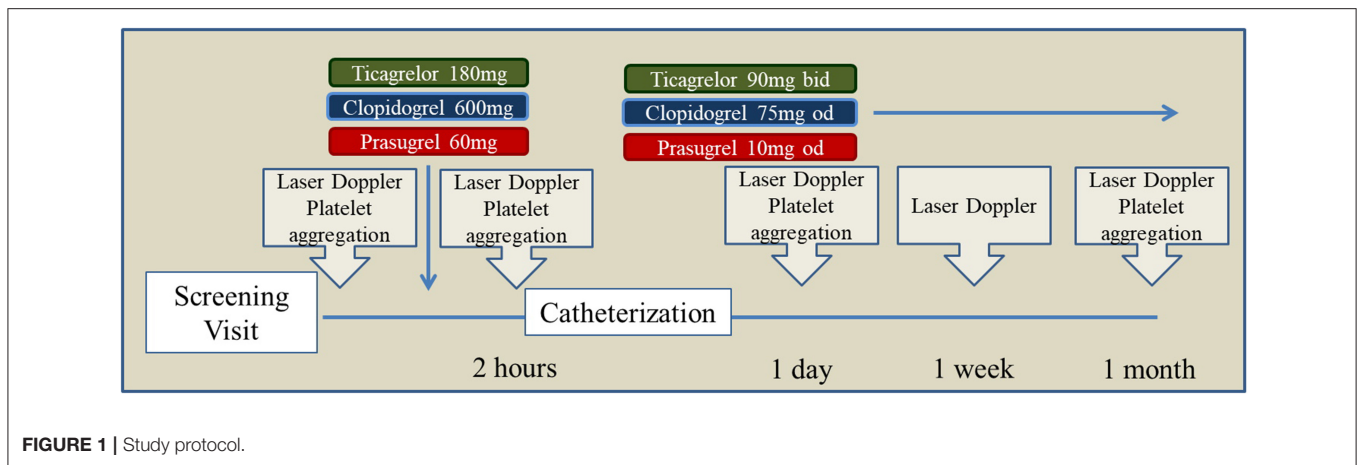 Ticagrelor 180mg
Clopidogrel 600mg
Prasugrel 60mg
Ticagrelor 90mg bid
Clopidogrel 75mg od
Prasugrel 10mg od
Laser Doppler
Platelet
aggregation
Laser Doppler
Platelet
aggregation
Laser Doppler
Platelet
aggregation
Laser Doppler
Laser Doppler
Platelet
aggregation
Screening
Visit
Catheterization
2 hours
1 day
1 week
1 month
FIGURE 1 | Study protocol.